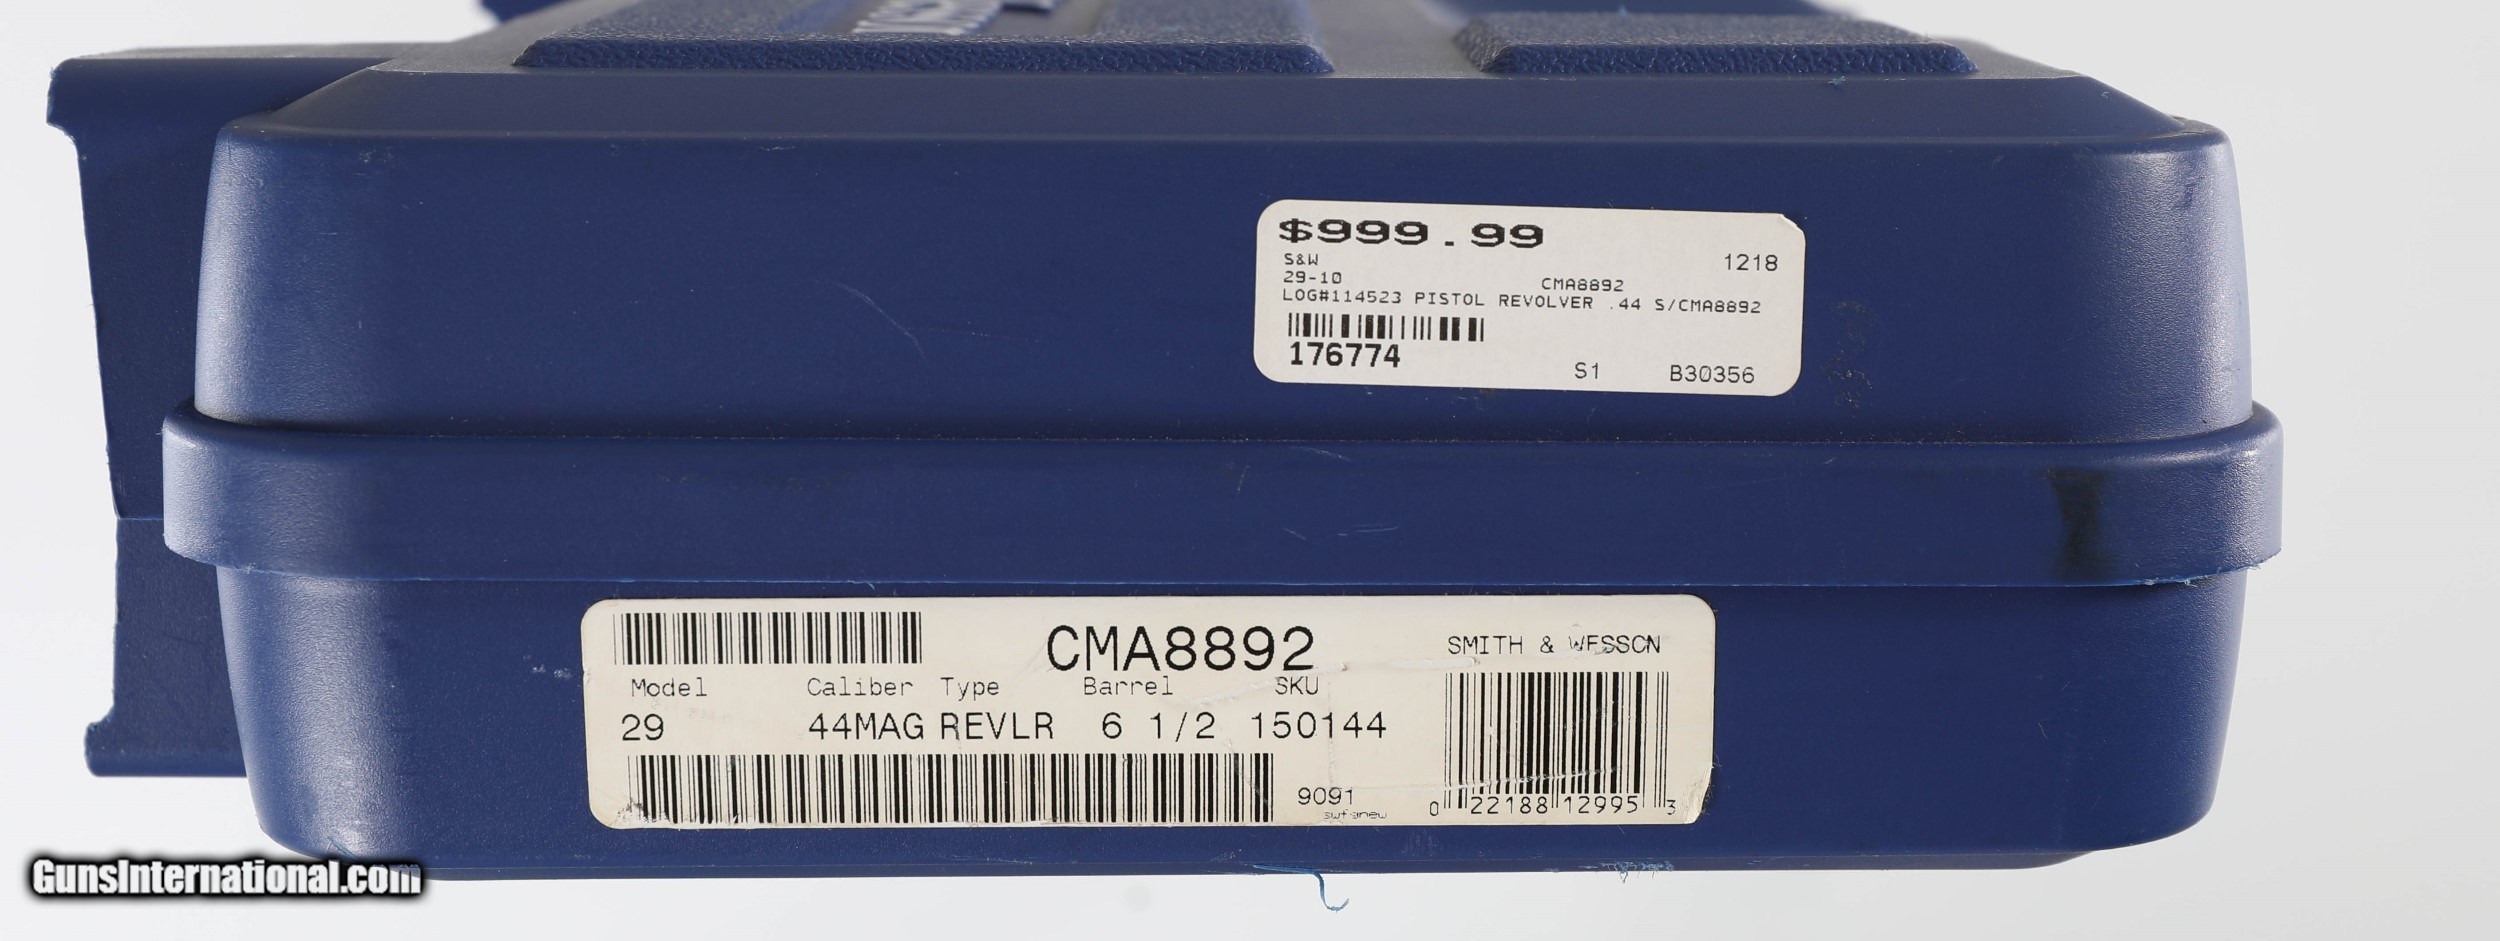 $999.99
S&W 1218
29-10 CMA8892
LOG#114523 PISTOL REVOLVER .44 S/CMA8892
176774
S1 B30356
CMA8892 SMITH & WESSON
Model Caliber Type Barrel SKU
29 44MAG REVLR 6 1/2 150144
9091
0 22188 12995 3
GunsInternational.com